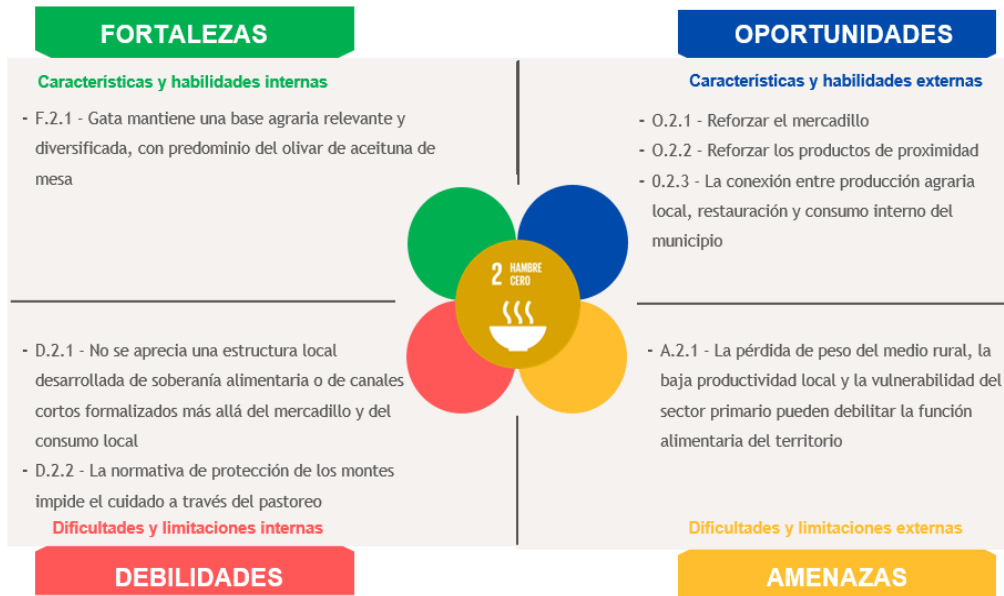 FORTALEZAS
Características y habilidades internas
- F.2.1 - Gata mantiene una base agraria relevante y
diversificada, con predominio del olivar de aceituna de
mesa
OPORTUNIDADES
Características y habilidades externas
- O.2.1 - Reforzar el mercadillo
- O.2.2 - Reforzar los productos de proximidad
- 0.2.3 - La conexión entre producción agraria
local, restauración y consumo interno del
municipio
2 HAMBRE
CERO
- D.2.1 - No se aprecia una estructura local
desarrollada de soberanía alimentaria o de canales
cortos formalizados más allá del mercadillo y del
consumo local
- D.2.2 - La normativa de protección de los montes
impide el cuidado a través del pastoreo
Dificultades y limitaciones internas
DEBILIDADES
- A.2.1 - La pérdida de peso del medio rural, la
baja productividad local y la vulnerabilidad del
sector primario pueden debilitar la función
alimentaria del territorio
Dificultades y limitaciones externas
AMENAZAS